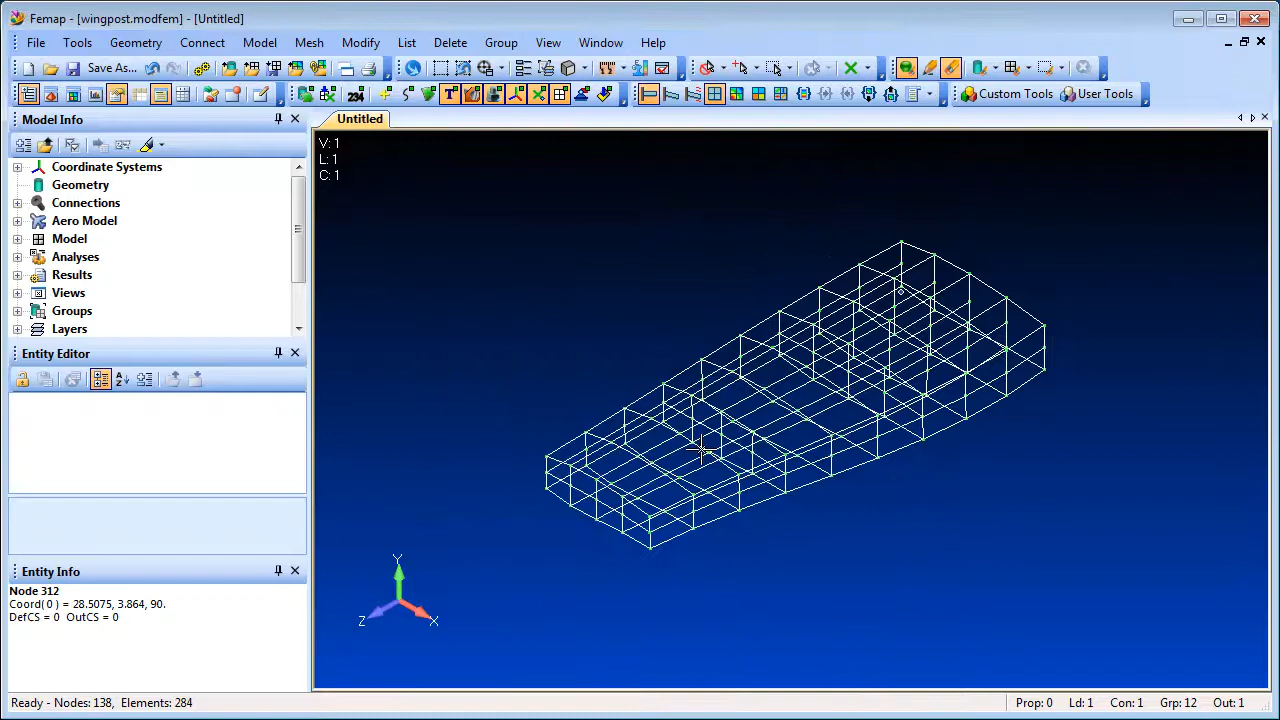 Femap - [wingpost.modfem] - [Untitled]
File Tools Geometry Connect Model Mesh Modify List Delete Group View Window Help
Save As...
234 T Custom Tools User Tools
Model Info
Untitled
V:1
L:1
C:1
Coordinate Systems
Geometry
Connections
Aero Model
Model
Analyses
Results
Views
Groups
Layers
Entity Editor
A
Z
Entity Info
Node 312
Coord( 0 ) = 28.5075, 3.864, 90.
DefCS = 0 OutCS = 0
Y
Z
X
Ready - Nodes: 138, Elements: 284 Prop: 0 Ld: 1 Con: 1 Grp: 12 Out: 1